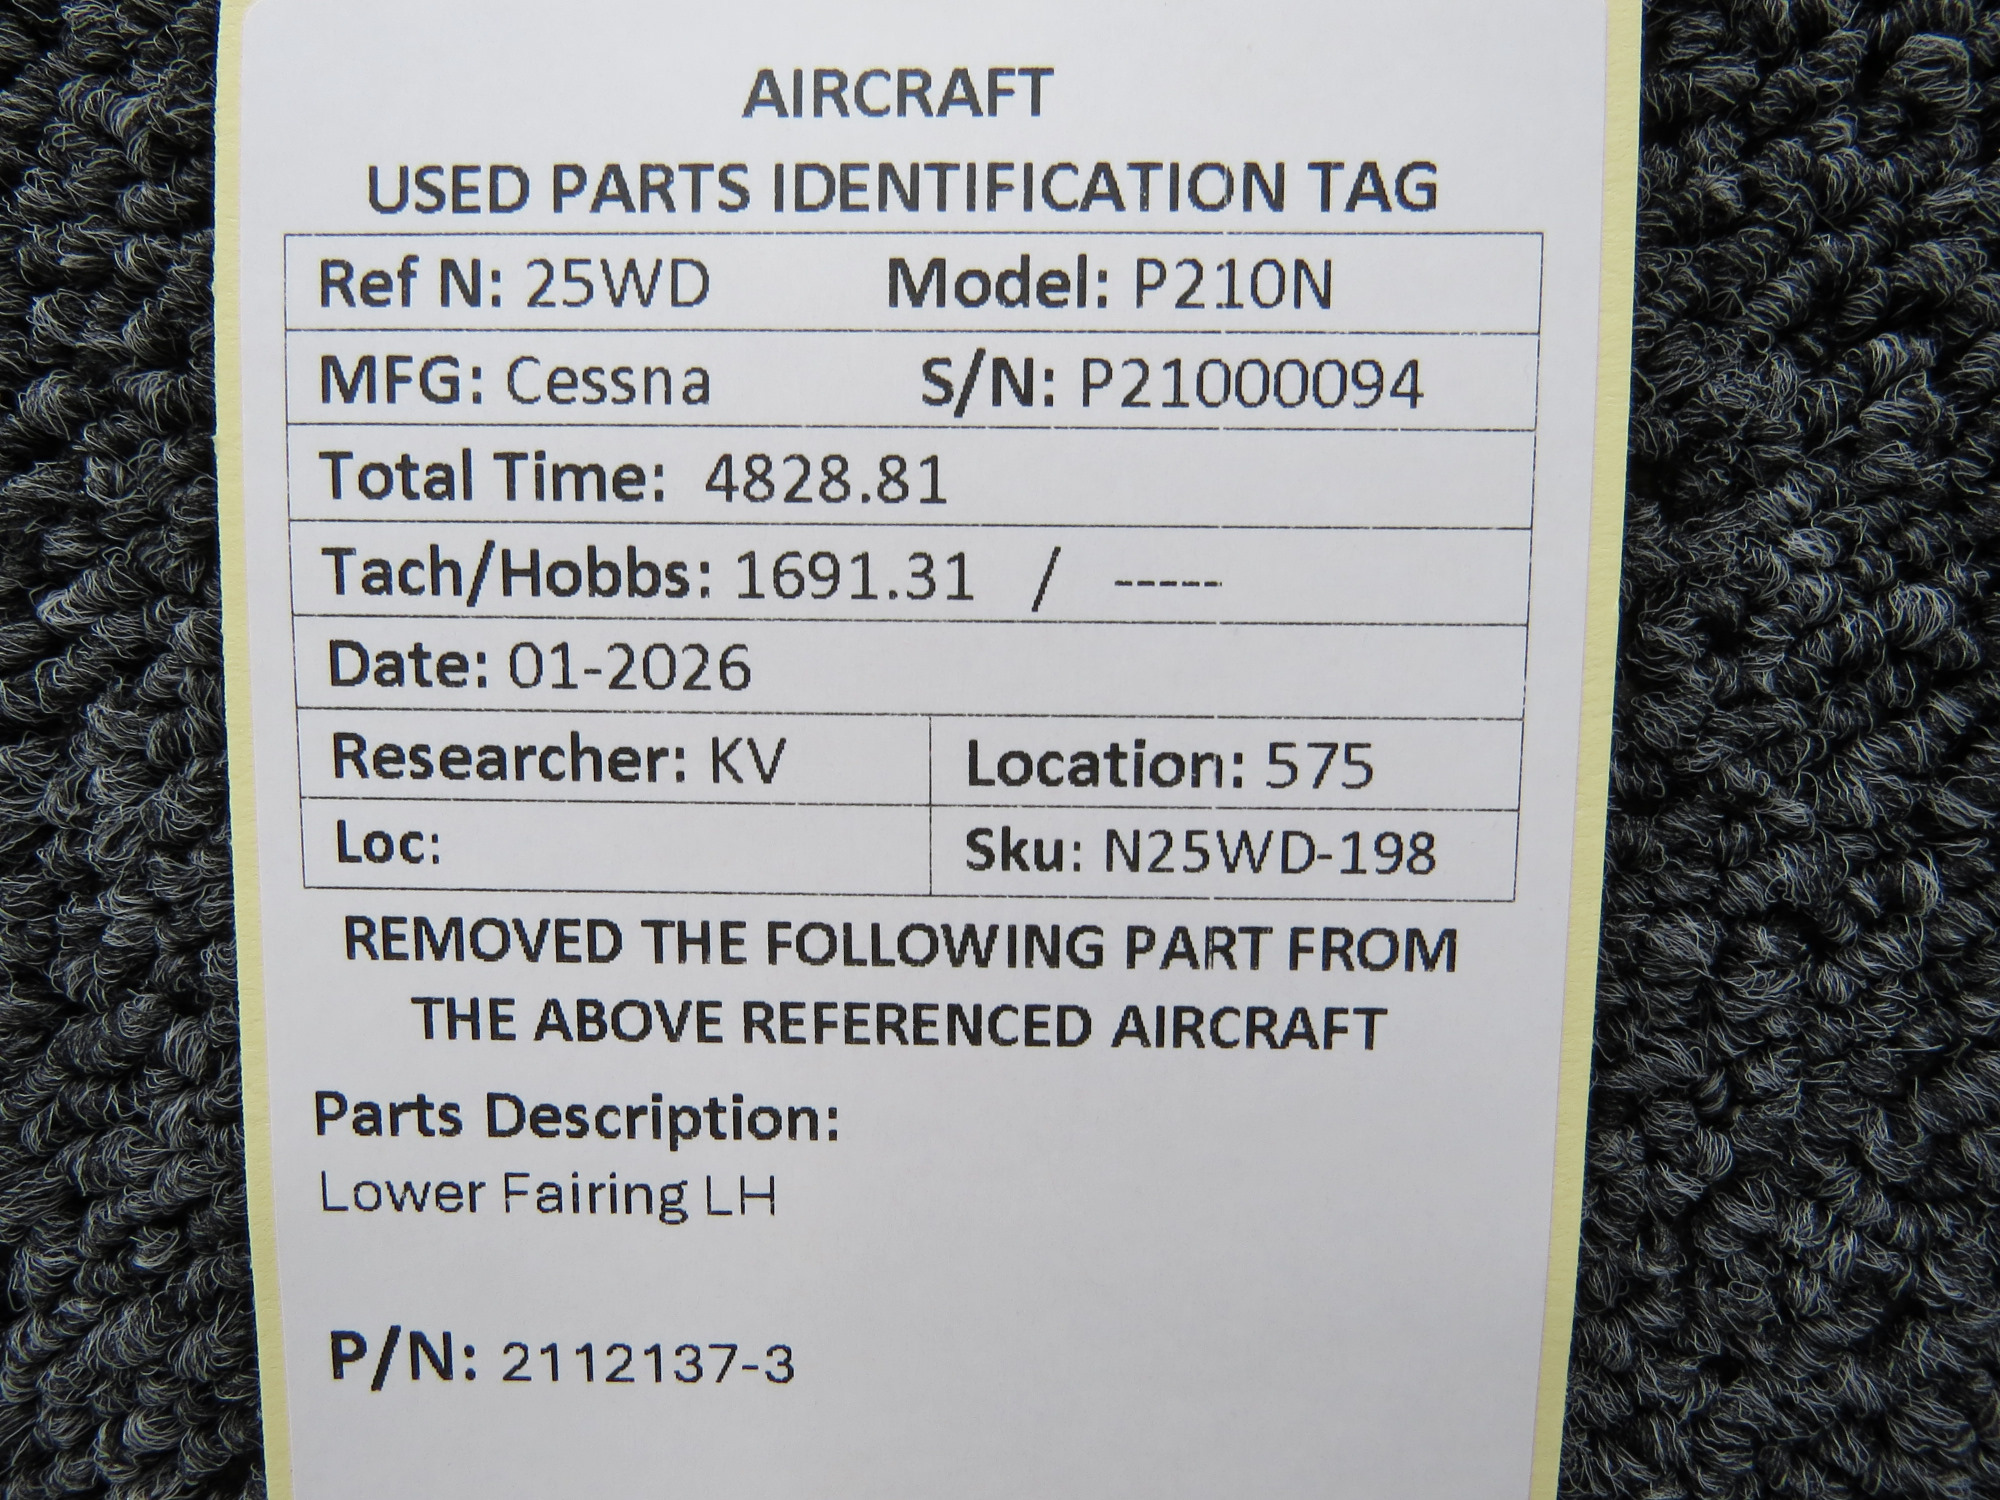 AIRCRAFT
USED PARTS IDENTIFICATION TAG
Ref N: 25WD Model: P210N
MFG: Cessna S/N: P21000094
Total Time: 4828.81
Tach/Hobbs: 1691.31 / -----
Date: 01-2026
Researcher: KV Location: 575
Loc: Sku: N25WD-198
REMOVED THE FOLLOWING PART FROM
THE ABOVE REFERENCED AIRCRAFT
Parts Description:
Lower Fairing LH
P/N: 2112137-3